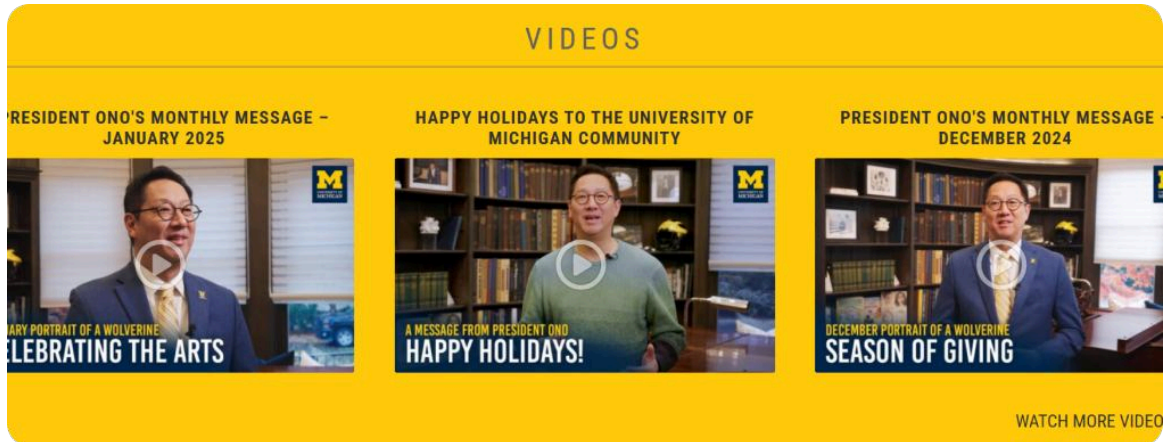 VIDEOS
PRESIDENT ONO'S MONTHLY MESSAGE –
JANUARY 2025
M
UNIVERSITY OF
MICHIGAN
UARY PORTRAIT OF A WOLVERINE
ELEBRATING THE ARTS
HAPPY HOLIDAYS TO THE UNIVERSITY OF
MICHIGAN COMMUNITY
M
UNIVERSITY OF
MICHIGAN
A MESSAGE FROM PRESIDENT ONO
HAPPY HOLIDAYS!
PRESIDENT ONO'S MONTHLY MESSAGE
DECEMBER 2024
DECEMBER PORTRAIT OF A WOLVERINE
SEASON OF GIVING
WATCH MORE VIDEO